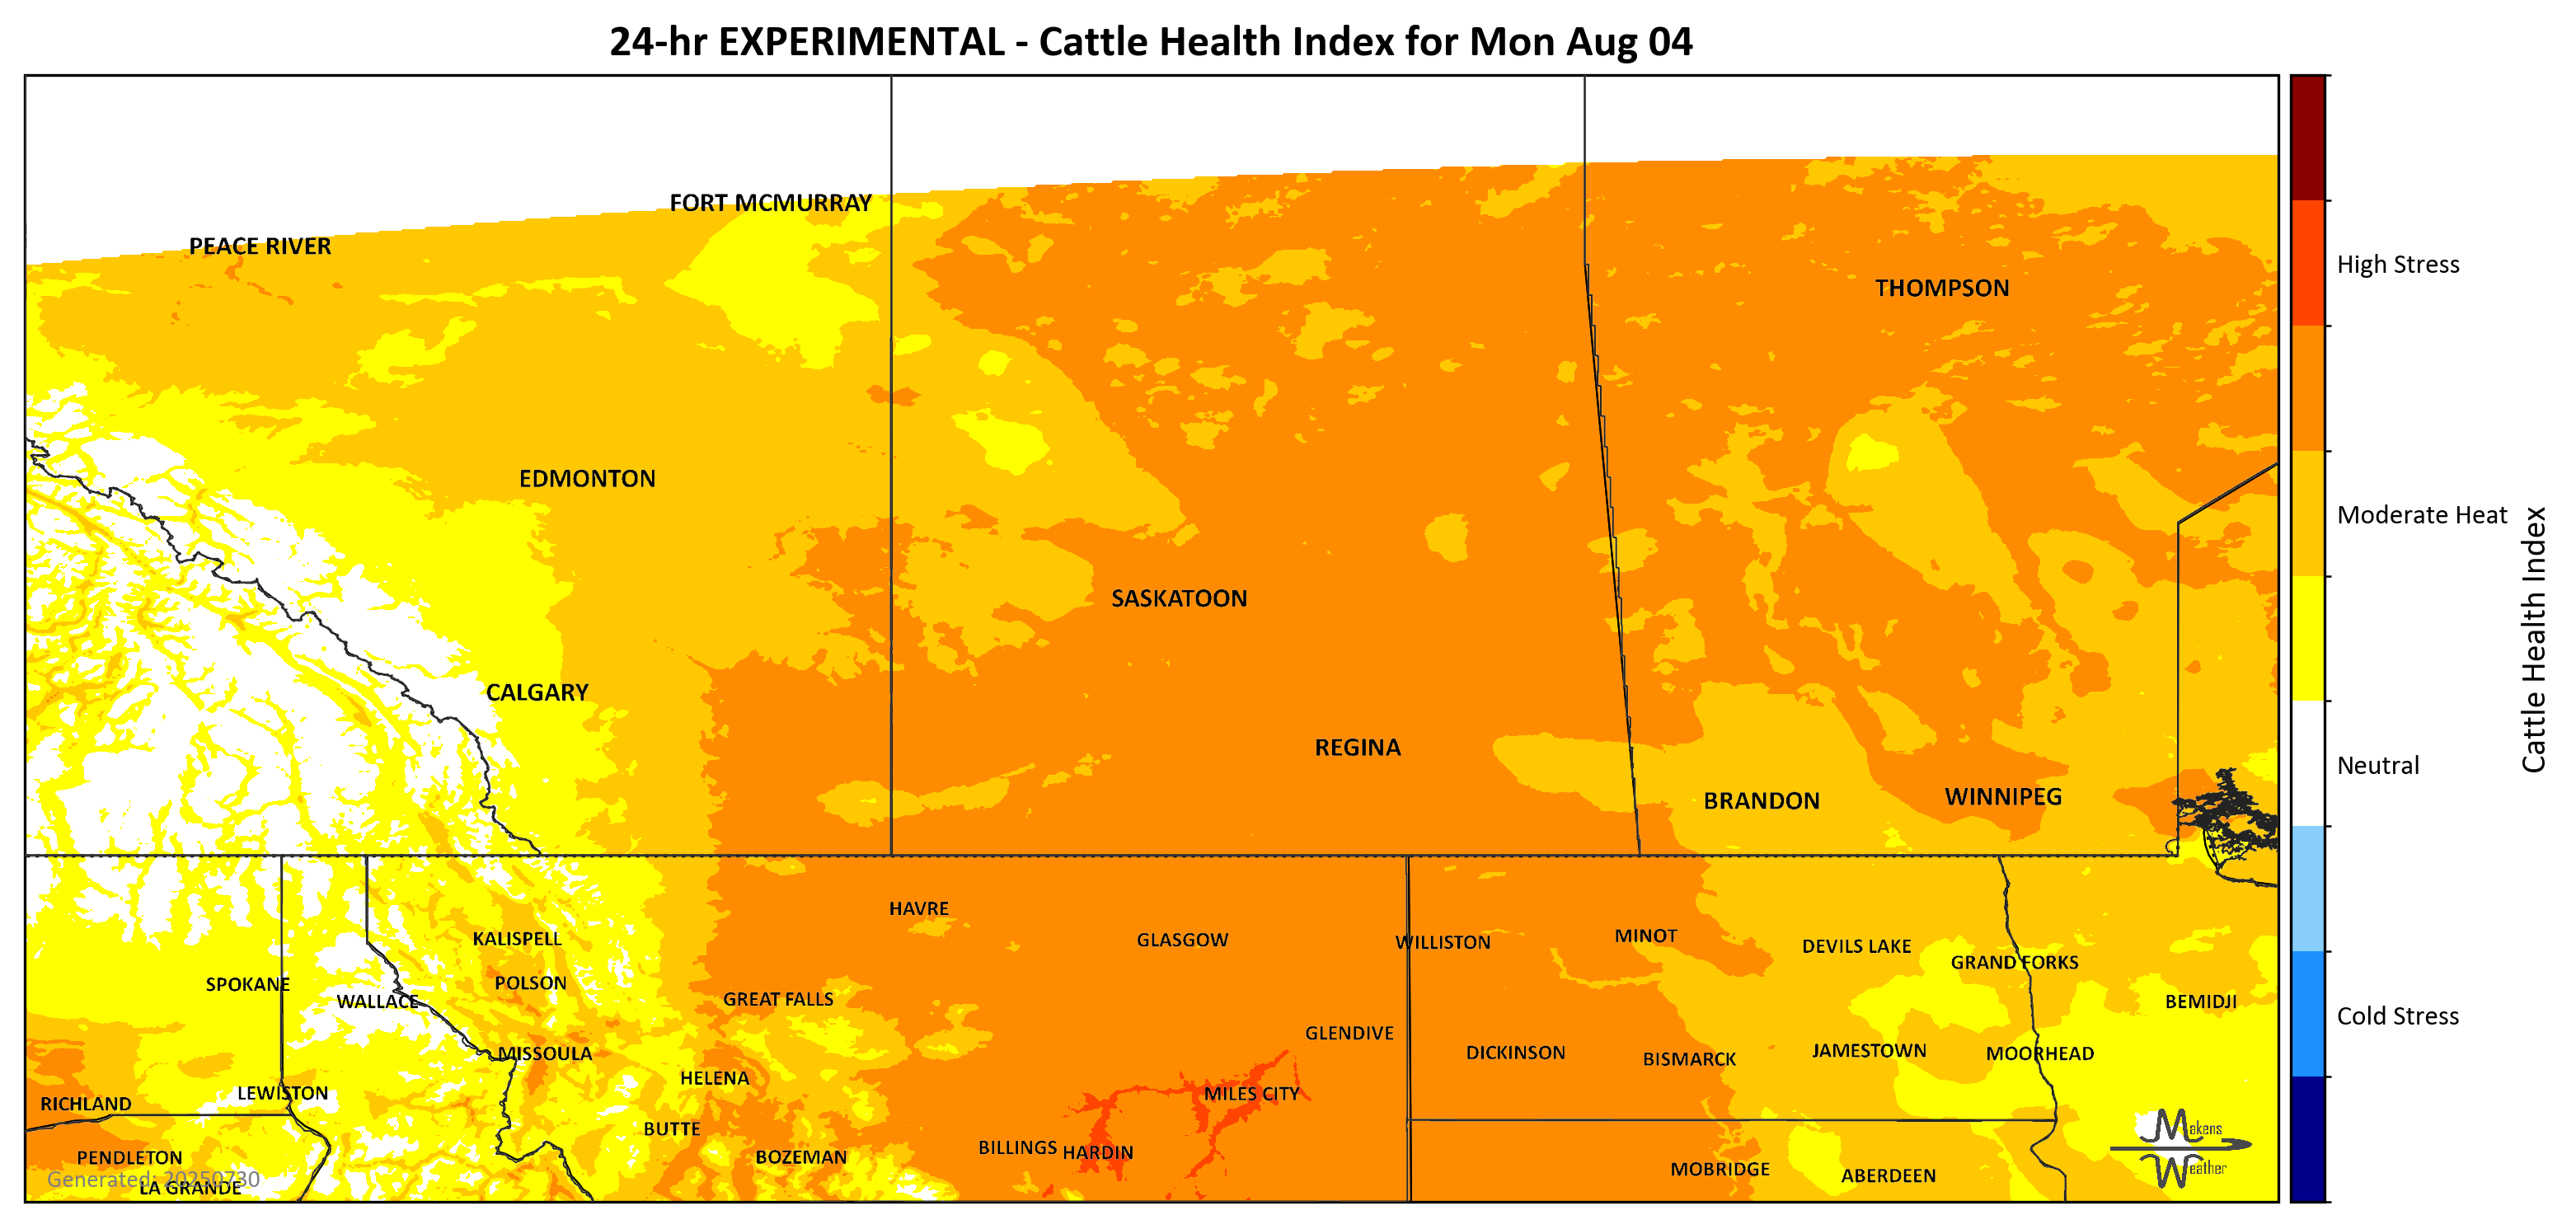 24-hr EXPERIMENTAL - Cattle Health Index for Mon Aug 04
FORT MCMURRAY
PEACE RIVER
THOMPSON
EDMONTON
SASKATOON
CALGARY
REGINA
BRANDON
WINNIPEG
HAVRE
KALISPELL
GLASGOW
WILLISTON
MINOT
DEVILS LAKE
GRAND FORKS
SPOKANE
POLSON
WALLACE
GREAT FALLS
BEMIDJI
GLENDIVE
MISSOULA
DICKINSON
BISMARCK
JAMESTOWN
MOORHEAD
HELENA
LEWISTON
MILES CITY
RICHLAND
BUTTE
BILLINGS
HARDIN
PENDLETON
BOZEMAN
MOBRIDGE
ABERDEEN
LA GRANDE
Generated: 20250730
Makens
Weather
High Stress
Moderate Heat
Neutral
Cold Stress
Cattle Health Index